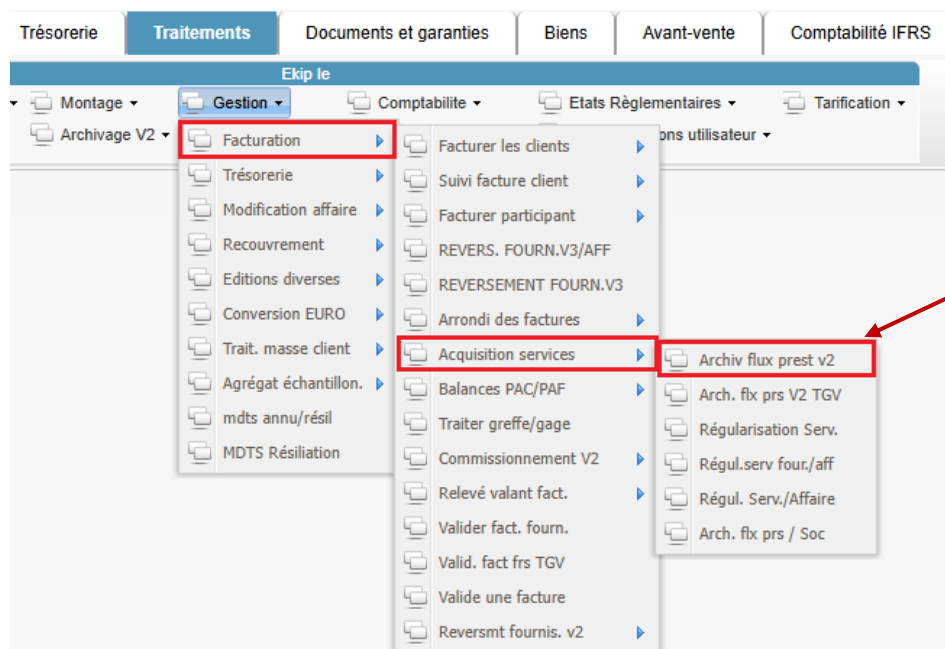 Trésorerie Traitements Documents et garanties Biens Avant-vente Comptabilité IFRS
Ekip le
Montage Gestion Comptabilite Etats Règlementaires Tarification
Archivage V2 ons utilisateur
Facturation
Trésorerie
Modification affaire
Recouvrement
Editions diverses
Conversion EURO
Trait. masse client
Agrégat échantillon.
mdts annu/résil
MDTS Résiliation
Facturer les clients
Suivi facture client
Facturer participant
REVERS. FOURN.V3/AFF
REVERSEMENT FOURN.V3
Arrondi des factures
Acquisition services
Balances PAC/PAF
Traiter greffe/gage
Commissionnement V2
Relevé valant fact.
Valider fact. fourn.
Valid. fact frs TGV
Valide une facture
Reversmt fournis. v2
Archiv flux prest v2
Arch. flx prs V2 TGV
Régularisation Serv.
Régul.serv four./aff
Régul. Serv./Affaire
Arch. flx prs / Soc